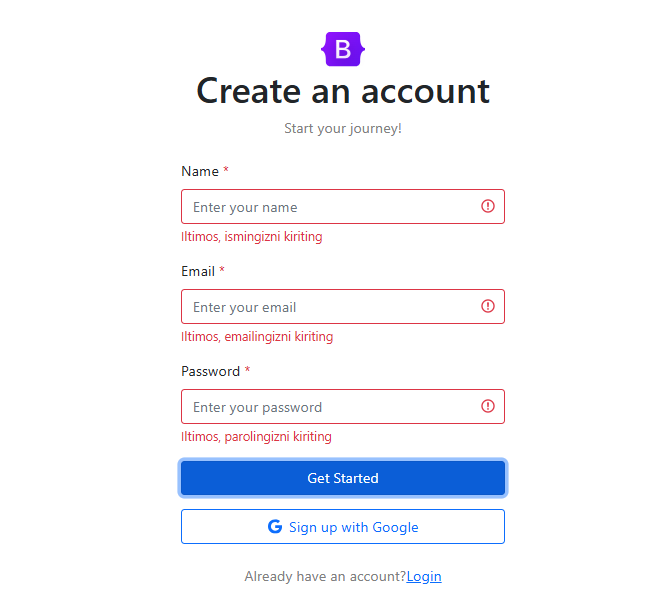 B
Create an account
Start your journey!
Name *
Enter your name
Iltimos, ismingizni kiriting
Email *
Enter your email
Iltimos, emailingizni kiriting
Password *
Enter your password
Iltimos, parolingizni kiriting
Get Started
G Sign up with Google
Already have an account?Login